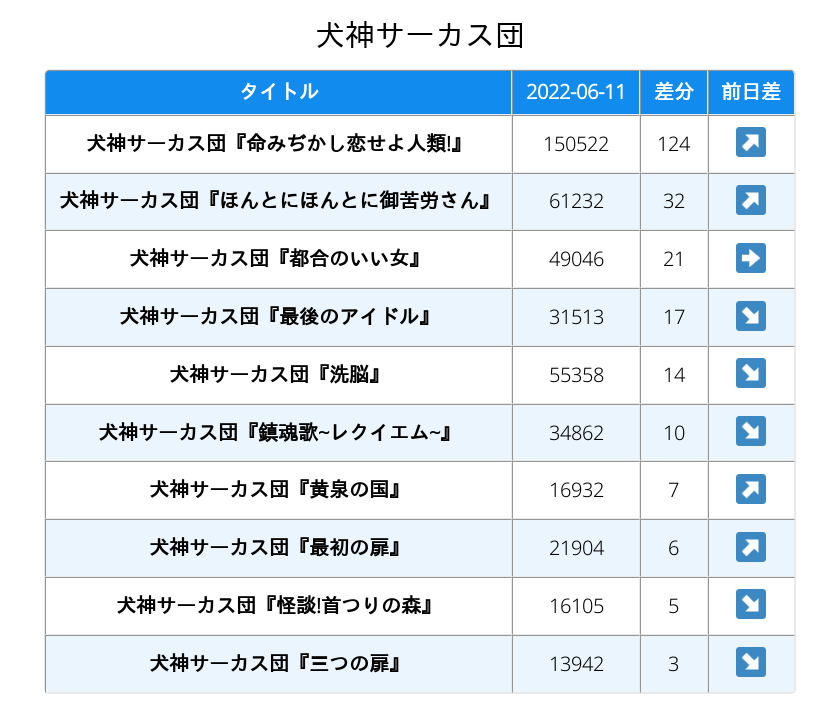 犬神サーカス団
タイトル 2022-06-11 差分 前日差
犬神サーカス団『命みぢかし恋せよ人類!』 150522 124 ↗
犬神サーカス団『ほんとにほんとに御苦労さん』 61232 32 ↗
犬神サーカス団『都合のいい女』 49046 21 ➡
犬神サーカス団『最後のアイドル』 31513 17 ↘
犬神サーカス団『洗脳』 55358 14 ↘
犬神サーカス団『鎮魂歌~レクイエム~』 34862 10 ↘
犬神サーカス団『黄泉の国』 16932 7 ↗
犬神サーカス団『最初の扉』 21904 6 ↗
犬神サーカス団『怪談!首つりの森』 16105 5 ↘
犬神サーカス団『三つの扉』 13942 3 ↘